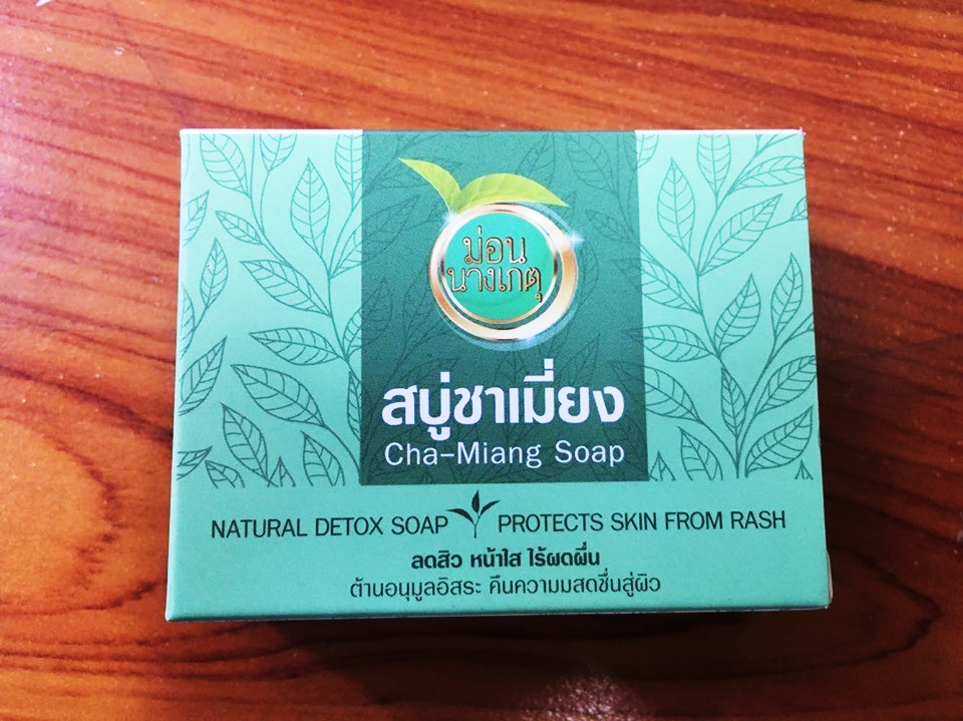 ม่อน
นางเกตุ
สบู่ชาเมี่ยง
Cha-Miang Soap
NATURAL DETOX SOAP PROTECTS SKIN FROM RASH
ลดสิว หน้าใส ไร้ผดผื่น
ต้านอนุมูลอิสระ คืนความมสดชื่นสู่ผิว